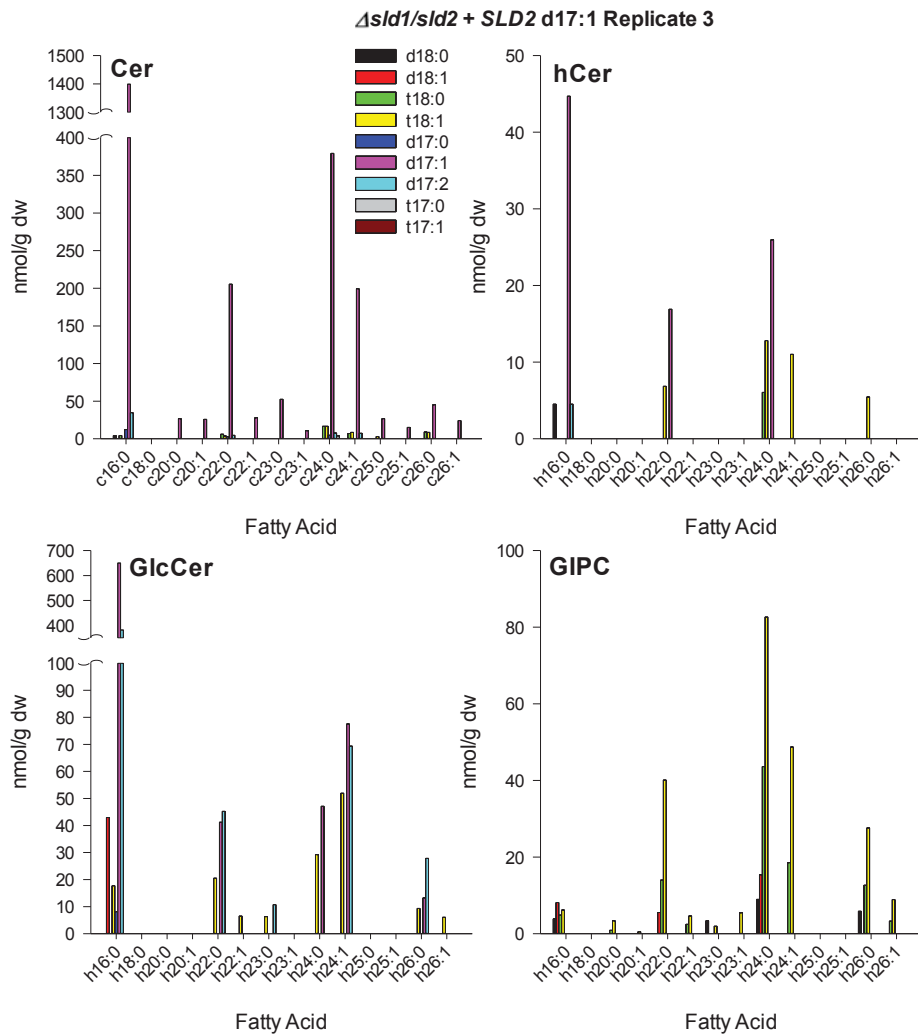 Δsld1/sld2 + SLD2 d17:1 Replicate 3
Cer
d18:0
d18:1
t18:0
t18:1
d17:0
d17:1
d17:2
t17:0
t17:1
1500
1400
1300
400
350
300
250
200
150
100
50
0
nmol/g dw
c16:0
c18:0
c20:0
c20:1
c22:0
c22:1
c23:0
c23:1
c24:0
c24:1
c25:0
c25:1
c26:0
c26:1
Fatty Acid
hCer
50
40
30
20
10
0
nmol/g dw
h16:0
h18:0
h20:0
h20:1
h22:0
h22:1
h23:0
h23:1
h24:0
h24:1
h25:0
h25:1
h26:0
h26:1
Fatty Acid
GlcCer
700
600
500
400
100
90
80
70
60
50
40
30
20
10
0
nmol/g dw
h16:0
h18:0
h20:0
h20:1
h22:0
h22:1
h23:0
h23:1
h24:0
h24:1
h25:0
h25:1
h26:0
h26:1
Fatty Acid
GIPC
100
80
60
40
20
0
nmol/g dw
h16:0
h18:0
h20:0
h20:1
h22:0
h22:1
h23:0
h23:1
h24:0
h24:1
h25:0
h25:1
h26:0
h26:1
Fatty Acid